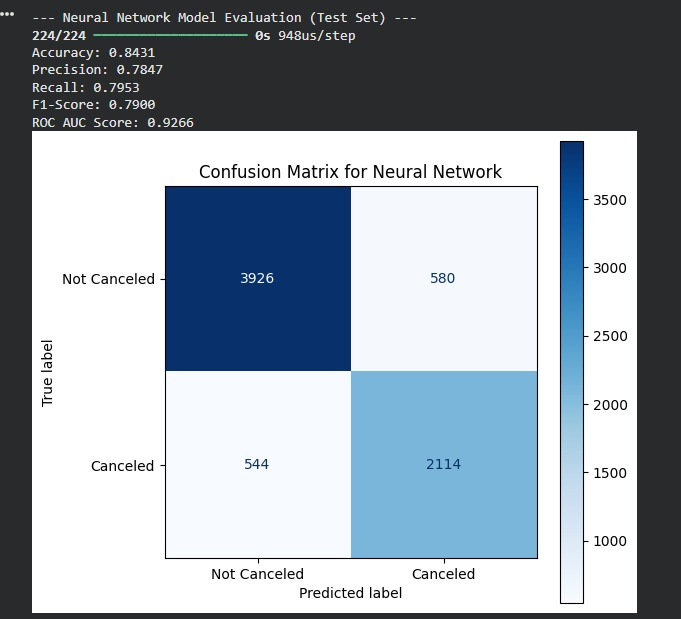 --- Neural Network Model Evaluation (Test Set) ---
224/224 ━━━━━━━━━━━━━━━━━━━━ 0s 948us/step
Accuracy: 0.8431
Precision: 0.7847
Recall: 0.7953
F1-Score: 0.7900
ROC AUC Score: 0.9266
Confusion Matrix for Neural Network
3500
3000
2500
2000
1500
1000
True label
Not Canceled
3926
580
Canceled
544
2114
Not Canceled
Canceled
Predicted label